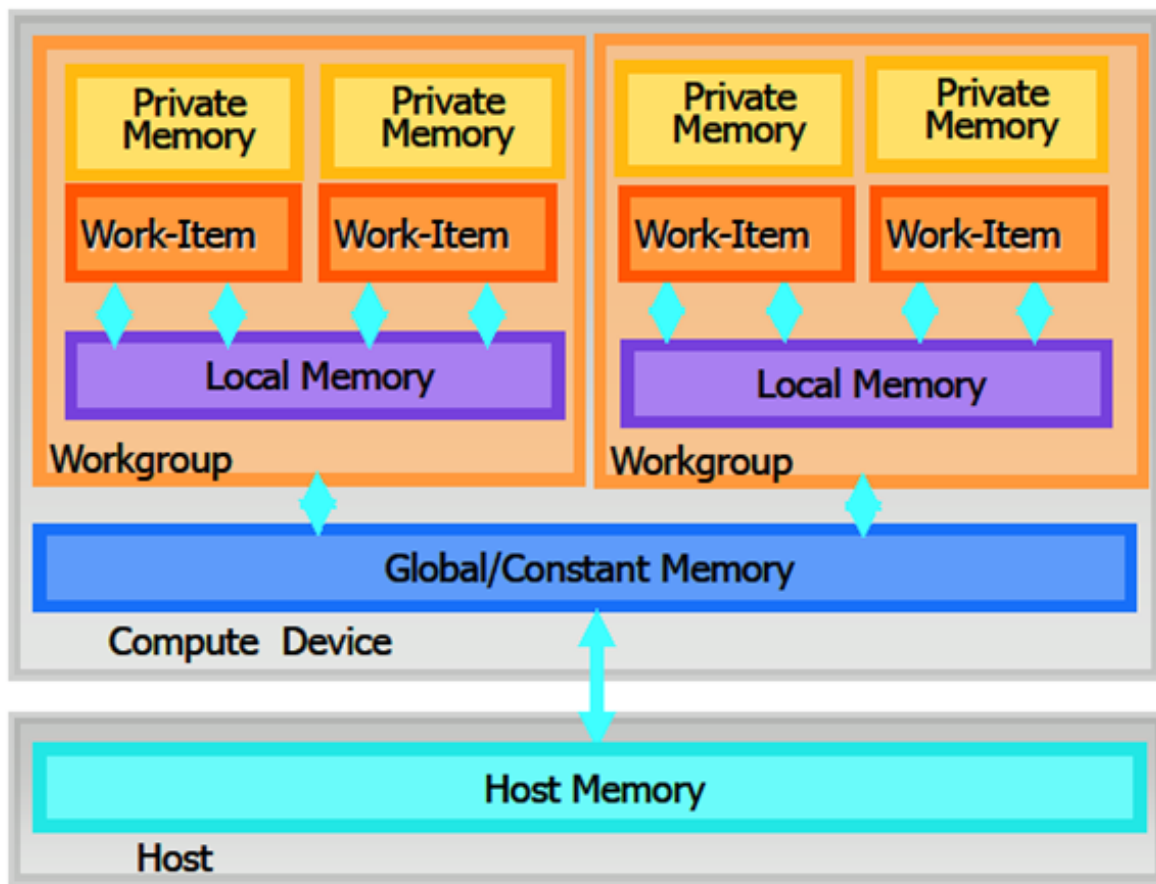 Private
Memory
Private
Memory
Private
Memory
Private
Memory
Work-Item
Work-Item
Work-Item
Work-Item
Local Memory
Local Memory
Workgroup
Workgroup
Global/Constant Memory
Compute Device
Host Memory
Host